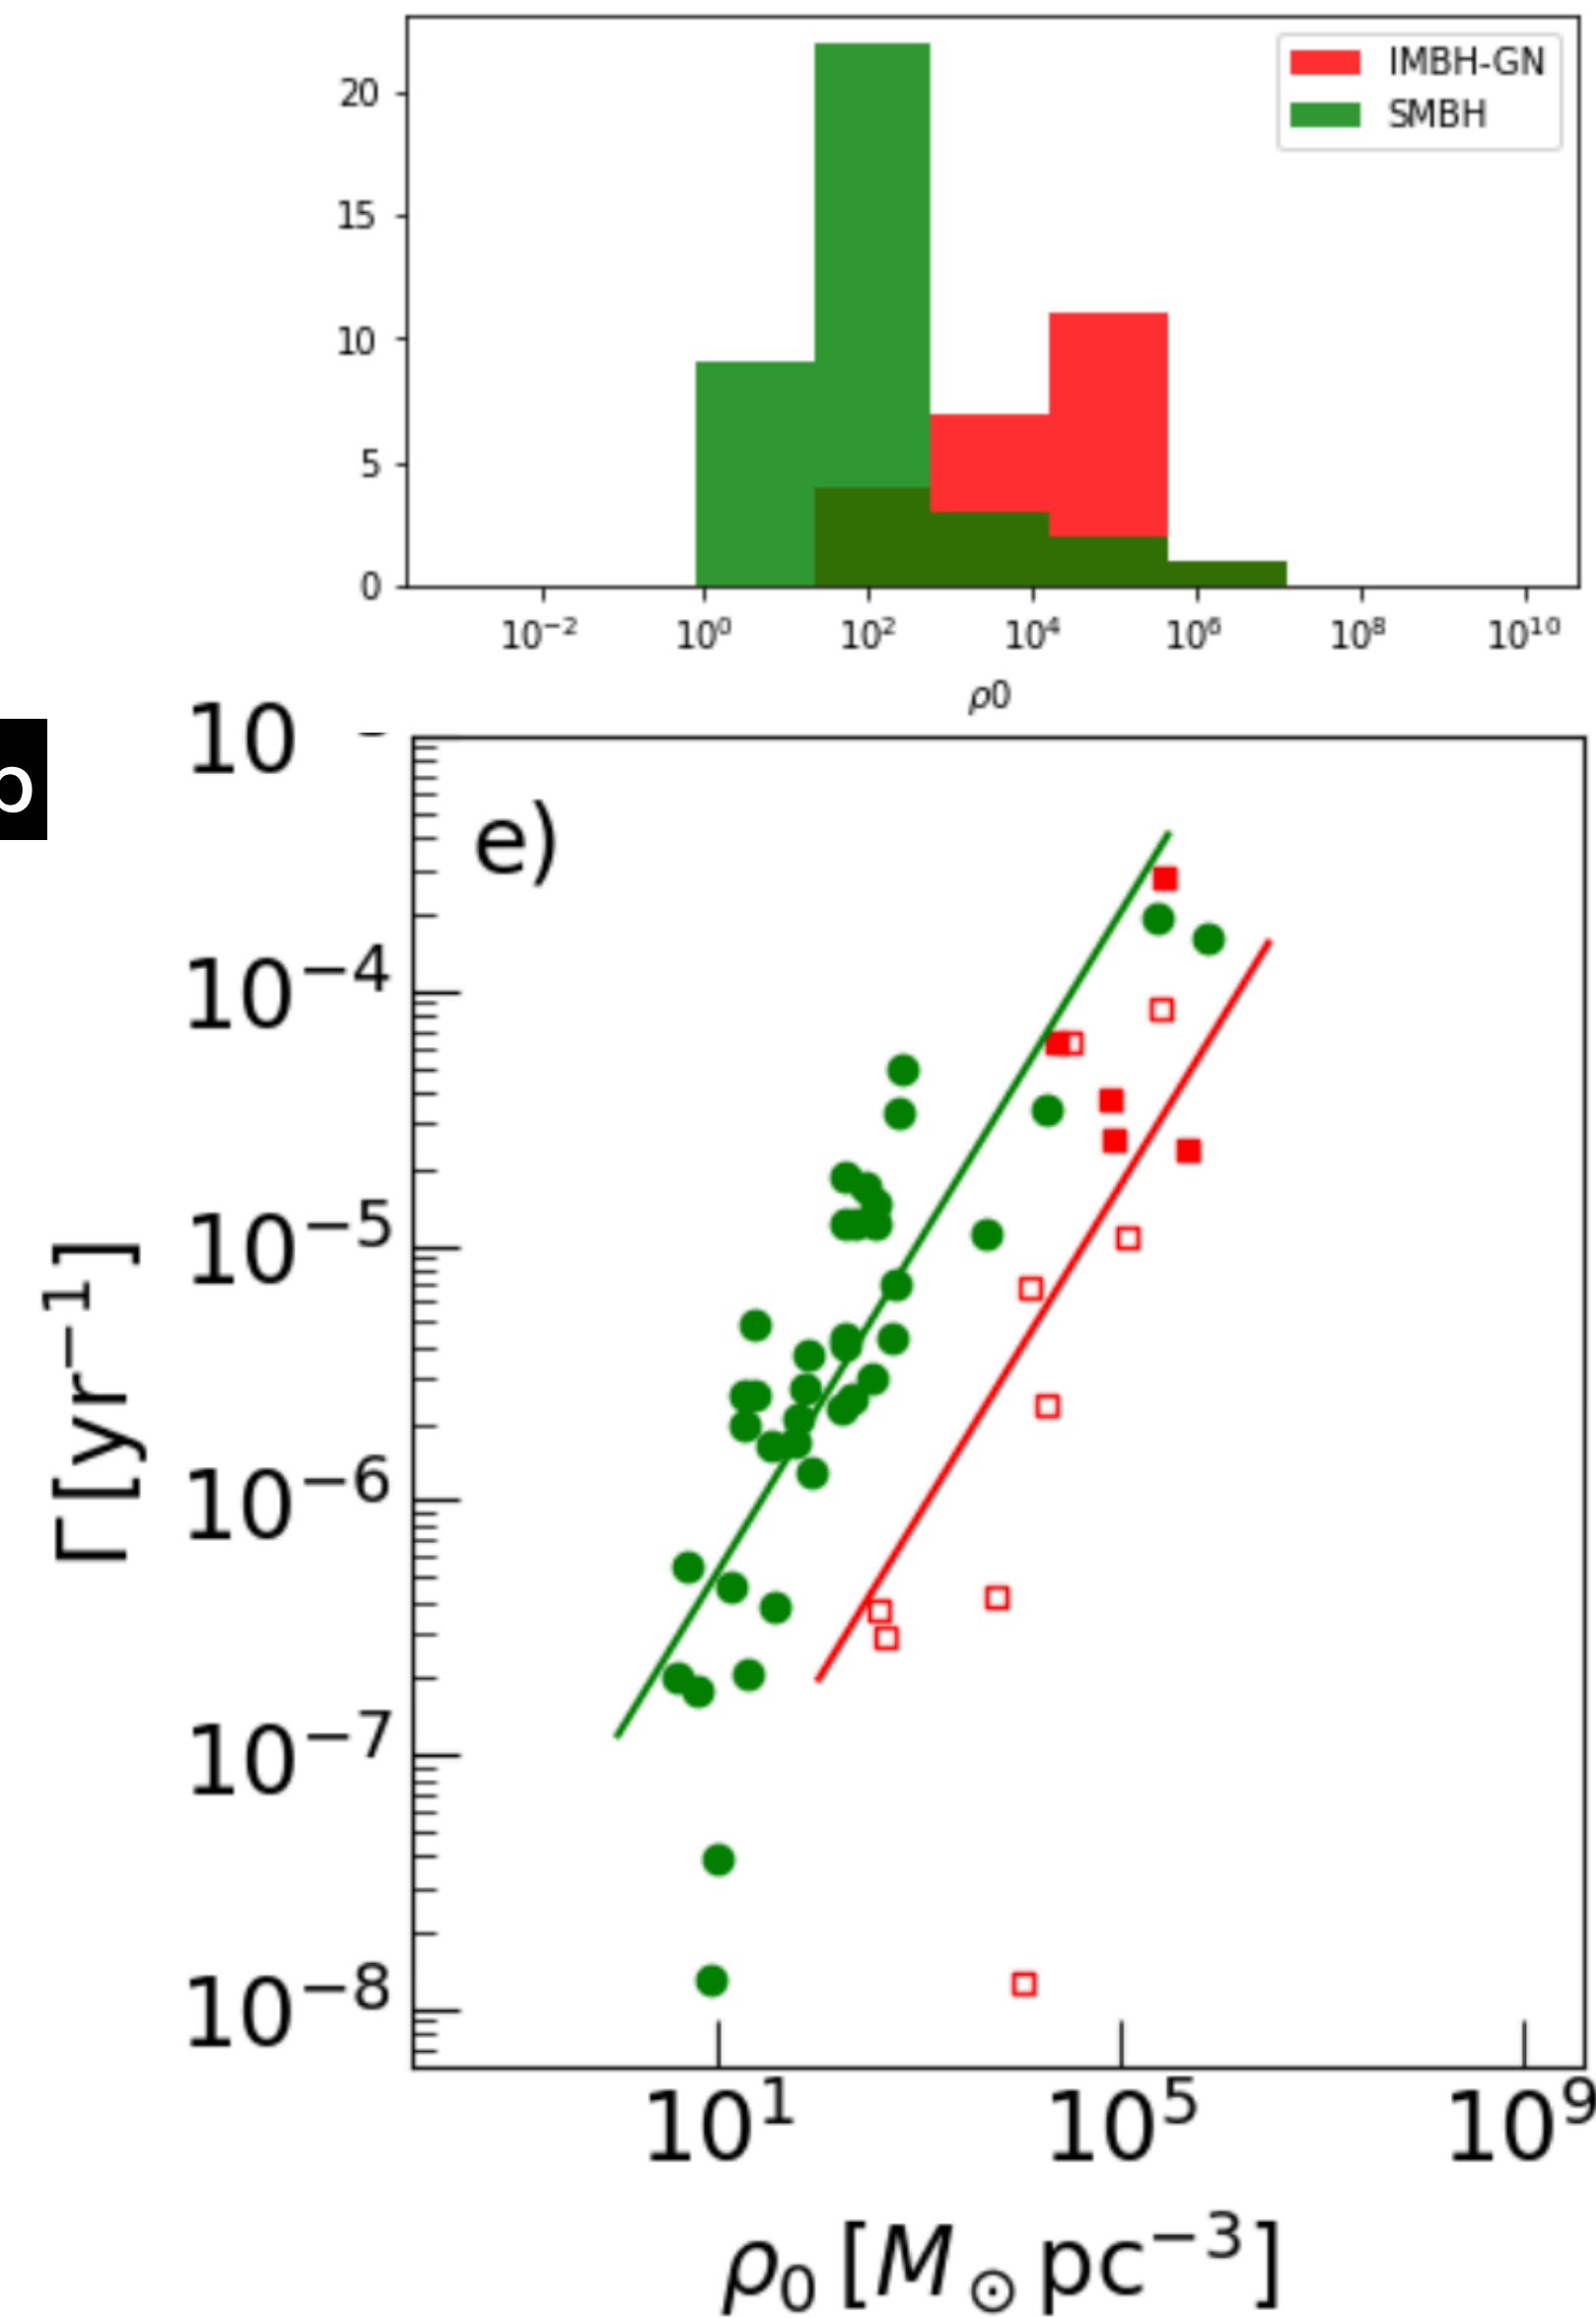 IMBH-GN
SMBH
20
15
10
5
0
10⁻² 10⁰ 10² 10⁴ 10⁶ 10⁸ 10¹⁰
ρ0
10
e)
10⁻⁴
10⁻⁵
Γ [yr⁻¹]
10⁻⁶
10⁻⁷
10⁻⁸
10¹ 10⁵ 10⁹
ρ₀ [M⊙ pc⁻³]